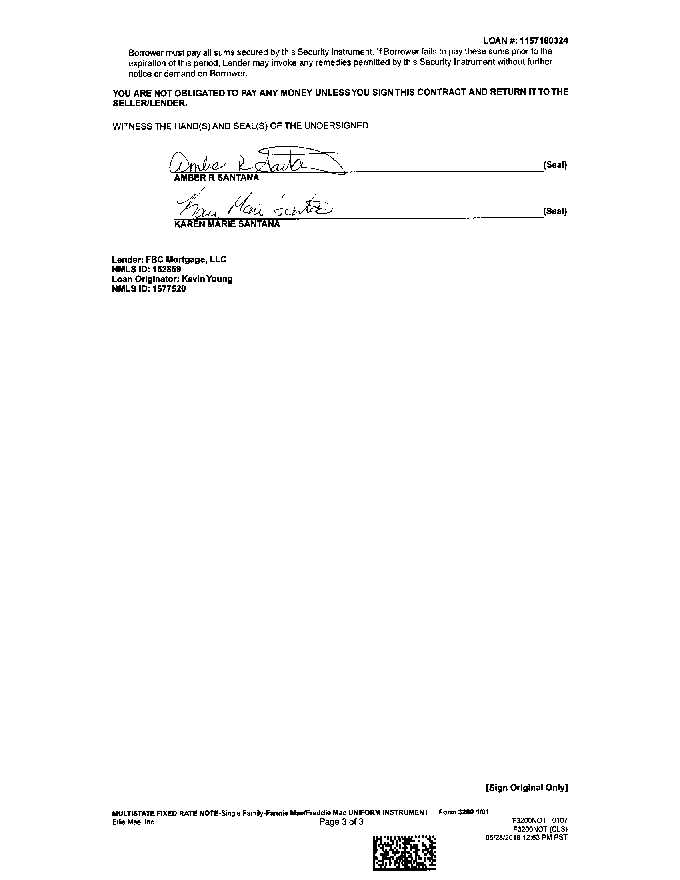 LOAN #: 1157180324
Borrower must pay all sums secured by this Security Instrument. If Borrower fails to pay these sums prior to the
expiration of this period, Lender may invoke any remedies permitted by this Security Instrument without further
notice or demand on Borrower.
YOU ARE NOT OBLIGATED TO PAY ANY MONEY UNLESS YOU SIGN THIS CONTRACT AND RETURN IT TO THE
SELLER/LENDER.
WITNESS THE HAND(S) AND SEAL(S) OF THE UNDERSIGNED
Amber R Santa (Seal)
AMBER R SANTANA
Karen Marie Santana (Seal)
KAREN MARIE SANTANA
Lender: FBC Mortgage, LLC
NMLS ID: 152859
Loan Originator: Kevin Young
NMLS ID: 1577520
[Sign Original Only]
MULTISTATE FIXED RATE NOTE-Single Family-Fannie Mae/Freddie Mac UNIFORM INSTRUMENT Form 3200 1/01
Ellie Mae, Inc. Page 3 of 3 F3200NOT 0107
F3200NOT (CLS)
05/28/2018 12:53 PM PST